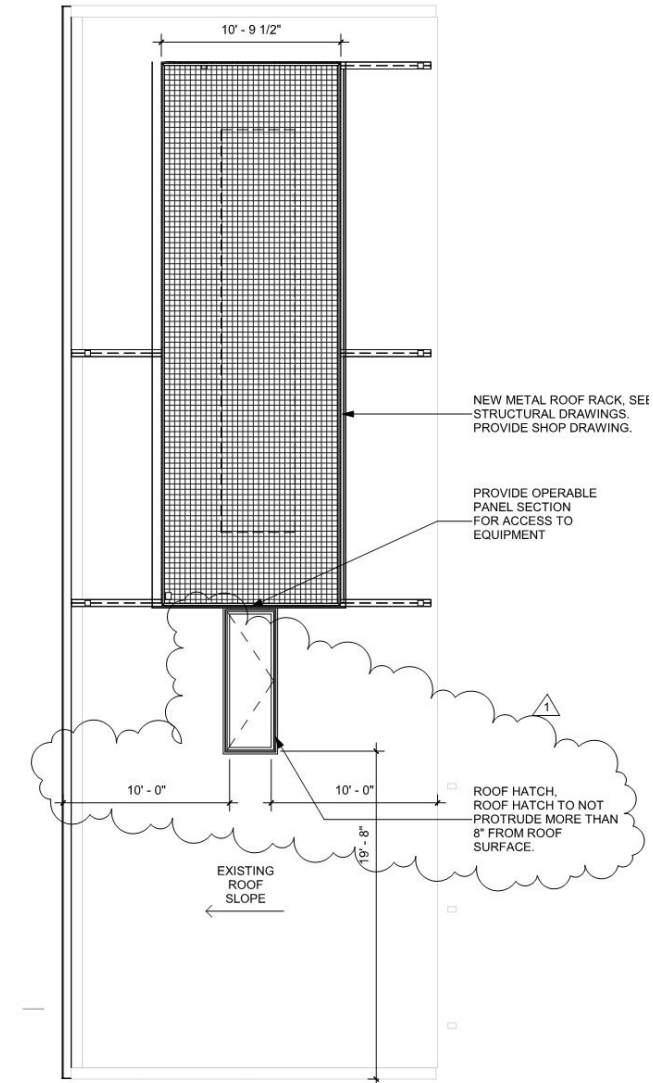 10' - 9 1/2"
NEW METAL ROOF RACK, SEE
STRUCTURAL DRAWINGS.
PROVIDE SHOP DRAWING.
PROVIDE OPERABLE
PANEL SECTION
FOR ACCESS TO
EQUIPMENT
1
10' - 0"
10' - 0"
ROOF HATCH,
ROOF HATCH TO NOT
PROTRUDE MORE THAN
8" FROM ROOF
SURFACE.
19' - 8"
EXISTING
ROOF
SLOPE